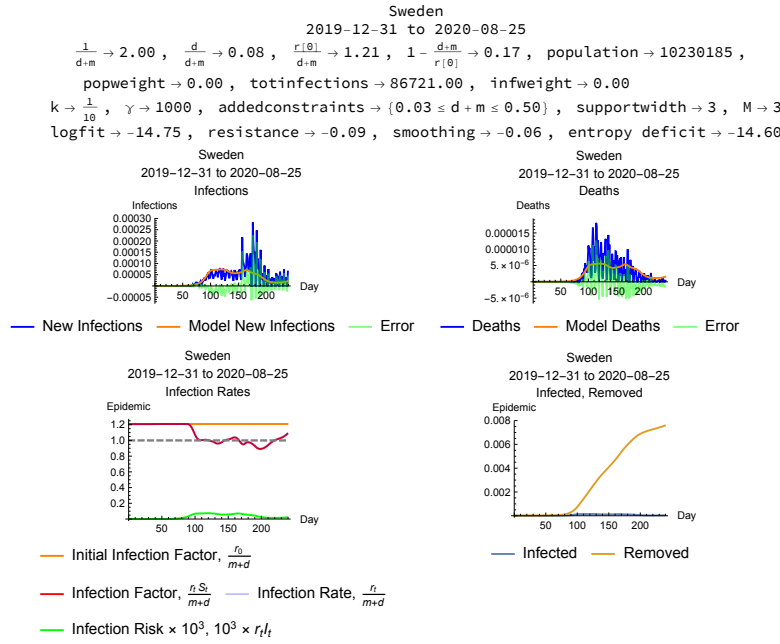 Sweden
2019-12-31 to 2020-08-25
1/(d+m) → 2.00 , d/(d+m) → 0.08 , r[0]/(d+m) → 1.21 , 1 - (d+m)/r[0] → 0.17 , population → 10230185 ,
popweight → 0.00 , totinfections → 86721.00 , infweight → 0.00
k → 1/10 , γ → 1000 , addedconstraints → {0.03 ≤ d + m ≤ 0.50} , supportwidth → 3 , M → 3
logfit → -14.75 , resistance → -0.09 , smoothing → -0.06 , entropy deficit → -14.60
Sweden
2019-12-31 to 2020-08-25
Infections
Infections
0.00030
0.00025
0.00020
0.00015
0.00010
0.00005
-0.00005
50 100 150 200 Day
New Infections Model New Infections Error
Sweden
2019-12-31 to 2020-08-25
Deaths
Deaths
0.000015
0.000010
5. × 10⁻⁶
-5. × 10⁻⁶
50 100 150 200 Day
Deaths Model Deaths Error
Sweden
2019-12-31 to 2020-08-25
Infection Rates
Epidemic
1.2
1.0
0.8
0.6
0.4
0.2
50 100 150 200 Day
Initial Infection Factor, r₀/(m+d)
Infection Factor, rₜ Sₜ/(m+d) Infection Rate, rₜ/(m+d)
Infection Risk × 10³, 10³ × rₜIₜ
Sweden
2019-12-31 to 2020-08-25
Infected, Removed
Epidemic
0.008
0.006
0.004
0.002
50 100 150 200 Day
Infected Removed